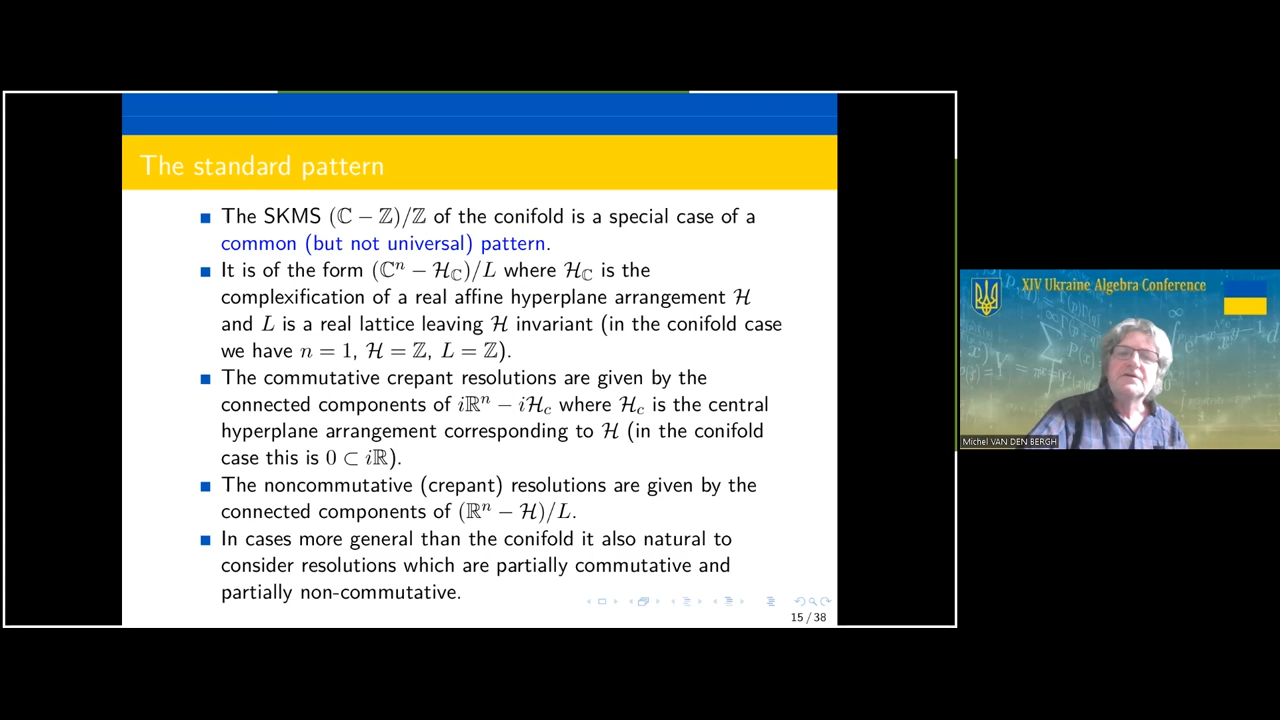 The standard pattern
■ The SKMS (ℂ − ℤ)/ℤ of the conifold is a special case of a
common (but not universal) pattern.
■ It is of the form (ℂⁿ − ℋ_ℂ)/L where ℋ_ℂ is the
complexification of a real affine hyperplane arrangement ℋ
and L is a real lattice leaving ℋ invariant (in the conifold case
we have n = 1, ℋ = ℤ, L = ℤ).
■ The commutative crepant resolutions are given by the
connected components of iℝⁿ − iℋ_c where ℋ_c is the central
hyperplane arrangement corresponding to ℋ (in the conifold
case this is 0 ⊂ iℝ).
■ The noncommutative (crepant) resolutions are given by the
connected components of (ℝⁿ − ℋ)/L.
■ In cases more general than the conifold it also natural to
consider resolutions which are partially commutative and
partially non-commutative.
15 / 38
XIV Ukraine Algebra Conference
Michel VAN DEN BERGH